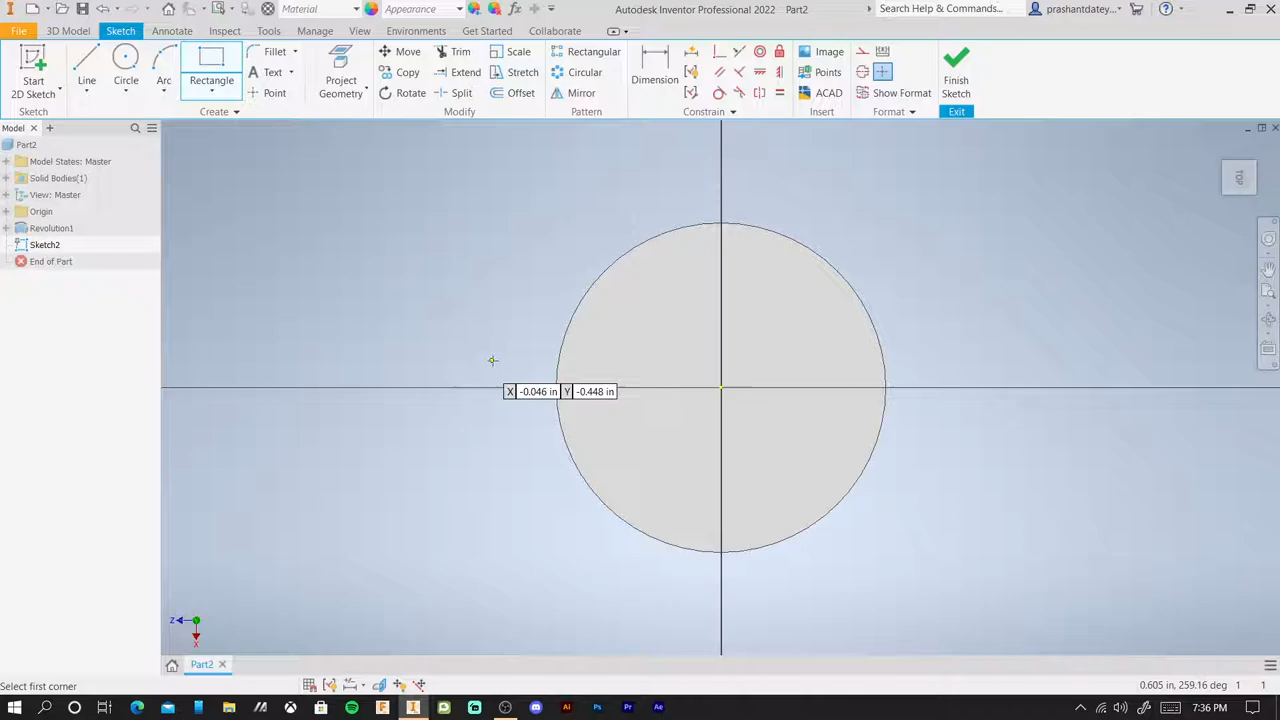 Material
Appearance
Autodesk Inventor Professional 2022 Part2
Search Help & Commands...
prashantdatey...
File
3D Model
Sketch
Annotate
Inspect
Tools
Manage
View
Environments
Get Started
Collaborate
Start
2D Sketch
Line
Circle
Arc
Rectangle
Fillet
Text
Point
Project
Geometry
Move
Copy
Rotate
Trim
Extend
Split
Scale
Stretch
Offset
Rectangular
Circular
Mirror
Dimension
Image
Points
ACAD
Show Format
Finish
Sketch
Sketch
Create
Modify
Pattern
Constrain
Insert
Format
Exit
Model
Part2
Model States: Master
Solid Bodies(1)
View: Master
Origin
Revolution1
Sketch2
End of Part
TOP
X -0.046 in Y -0.448 in
Z
X
Part2
Select first corner
0.605 in, 259.16 deg 1 1
7:36 PM